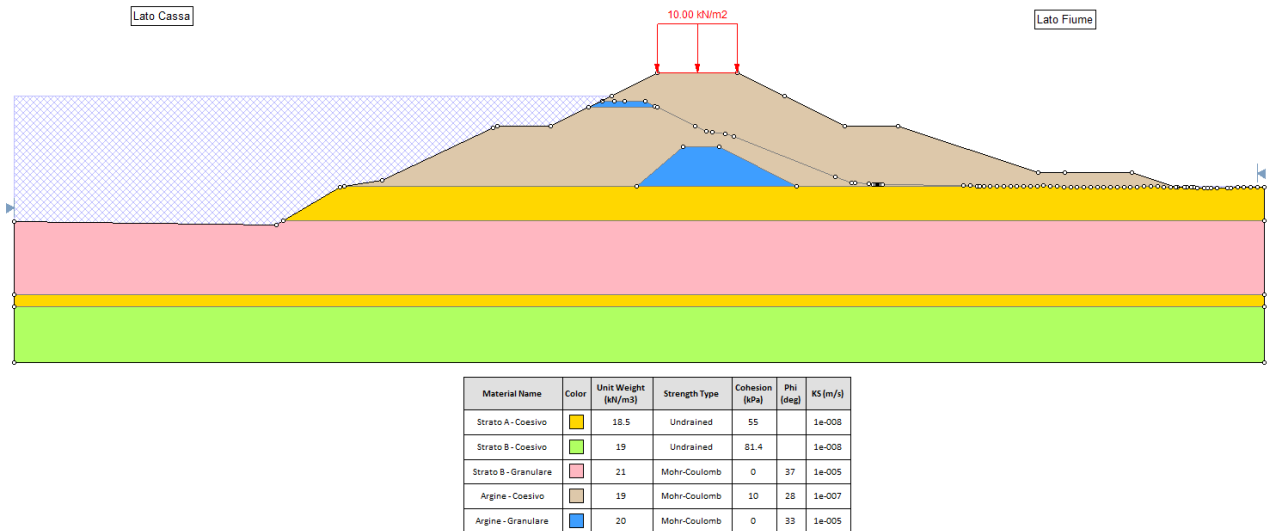 Lato Cassa
10.00 kN/m2
Lato Fiume
Material Name Color Unit Weight (kN/m3) Strength Type Cohesion (kPa) Phi (deg) KS (m/s)
Strato A - Coesivo 18.5 Undrained 55 1e-008
Strato B - Coesivo 19 Undrained 81.4 1e-008
Strato B - Granulare 21 Mohr-Coulomb 0 37 1e-005
Argine - Coesivo 19 Mohr-Coulomb 10 28 1e-007
Argine - Granulare 20 Mohr-Coulomb 0 33 1e-005